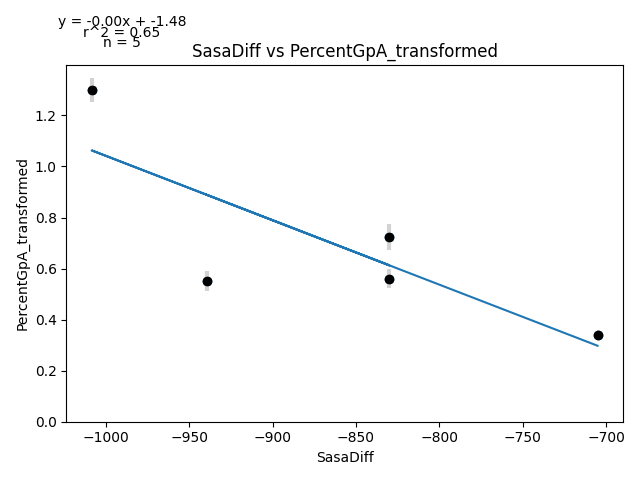 y = -0.00x + -1.48
r^2 = 0.65
n = 5
SasaDiff vs PercentGpA_transformed
PercentGpA_transformed
1.2
1.0
0.8
0.6
0.4
0.2
0.0
−1000 −950 −900 −850 −800 −750 −700
SasaDiff